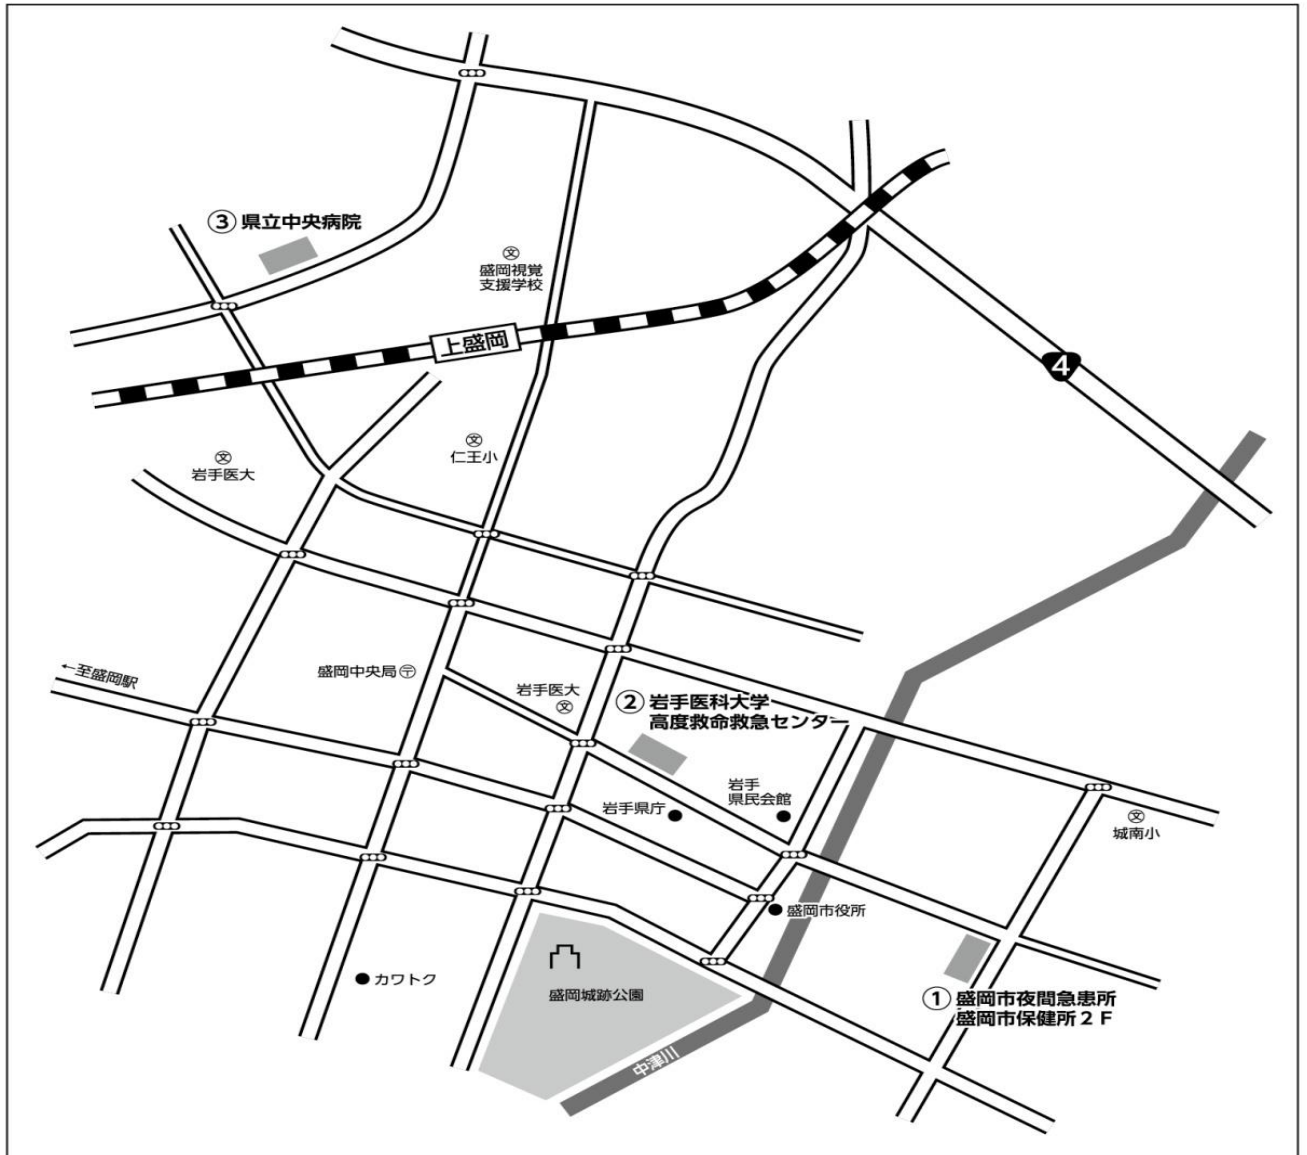 ③ 県立中央病院
盛岡視覚
支援学校
上盛岡
4
仁王小
岩手医大
←至盛岡駅
盛岡中央局
岩手医大
② 岩手医科大学
高度救命救急センター
岩手
県民会館
岩手県庁
城南小
盛岡市役所
カワトク
盛岡城跡公園
① 盛岡市夜間急患所
盛岡市保健所2F
中津川